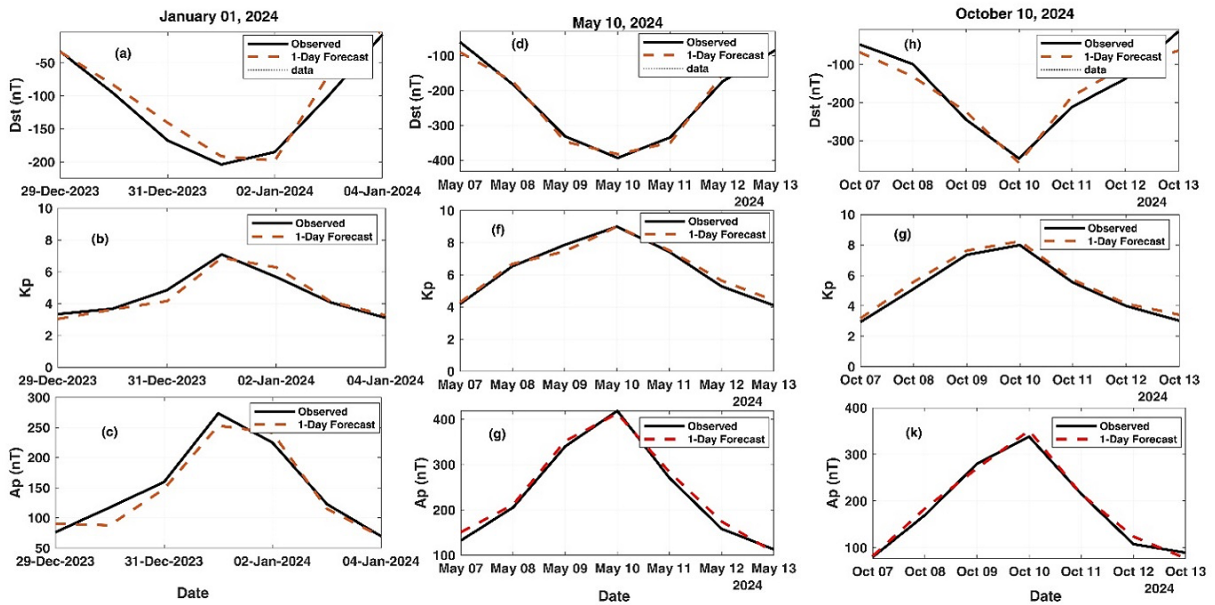 January 01, 2024
May 10, 2024
October 10, 2024
(a)
Observed
1-Day Forecast
data
Dst (nT)
-50
-100
-150
-200
29-Dec-2023 31-Dec-2023 02-Jan-2024 04-Jan-2024
(d)
Observed
1-Day Forecast
data
Dst (nT)
-100
-200
-300
-400
May 07 May 08 May 09 May 10 May 11 May 12 May 13
2024
(h)
Observed
1-Day Forecast
data
Dst (nT)
-100
-200
-300
Oct 07 Oct 08 Oct 09 Oct 10 Oct 11 Oct 12 Oct 13
2024
(b)
Observed
1-Day Forecast
Kp
10
8
6
4
2
0
29-Dec-2023 31-Dec-2023 02-Jan-2024 04-Jan-2024
(f)
Observed
1-Day Forecast
Kp
10
8
6
4
2
0
May 07 May 08 May 09 May 10 May 11 May 12 May 13
2024
(g)
Observed
1-Day Forecast
Kp
10
8
6
4
2
0
Oct 07 Oct 08 Oct 09 Oct 10 Oct 11 Oct 12 Oct 13
2024
(c)
Observed
1-Day Forecast
Ap (nT)
300
250
200
150
100
50
29-Dec-2023 31-Dec-2023 02-Jan-2024 04-Jan-2024
Date
(g)
Observed
1-Day Forecast
Ap (nT)
400
300
200
100
May 07 May 08 May 09 May 10 May 11 May 12 May 13
2024
Date
(k)
Observed
1-Day Forecast
Ap (nT)
400
300
200
100
Oct 07 Oct 08 Oct 09 Oct 10 Oct 11 Oct 12 Oct 13
2024
Date